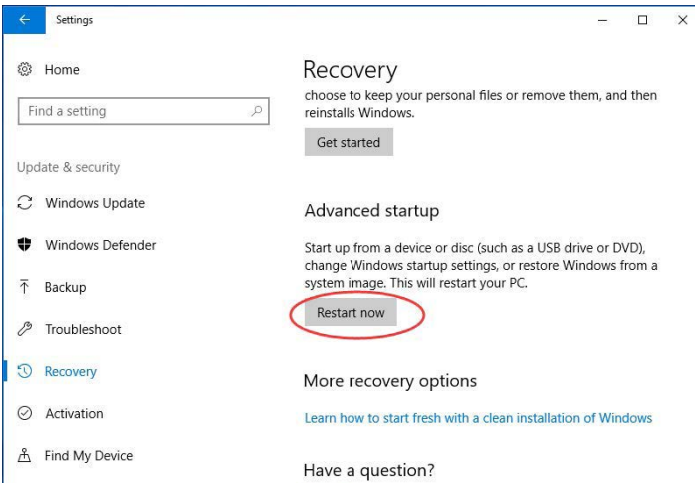 Settings
Home
Find a setting
Update & security
Windows Update
Windows Defender
Backup
Troubleshoot
Recovery
Activation
Find My Device
Recovery
choose to keep your personal files or remove them, and then
reinstalls Windows.
Get started
Advanced startup
Start up from a device or disc (such as a USB drive or DVD),
change Windows startup settings, or restore Windows from a
system image. This will restart your PC.
Restart now
More recovery options
Learn how to start fresh with a clean installation of Windows
Have a question?